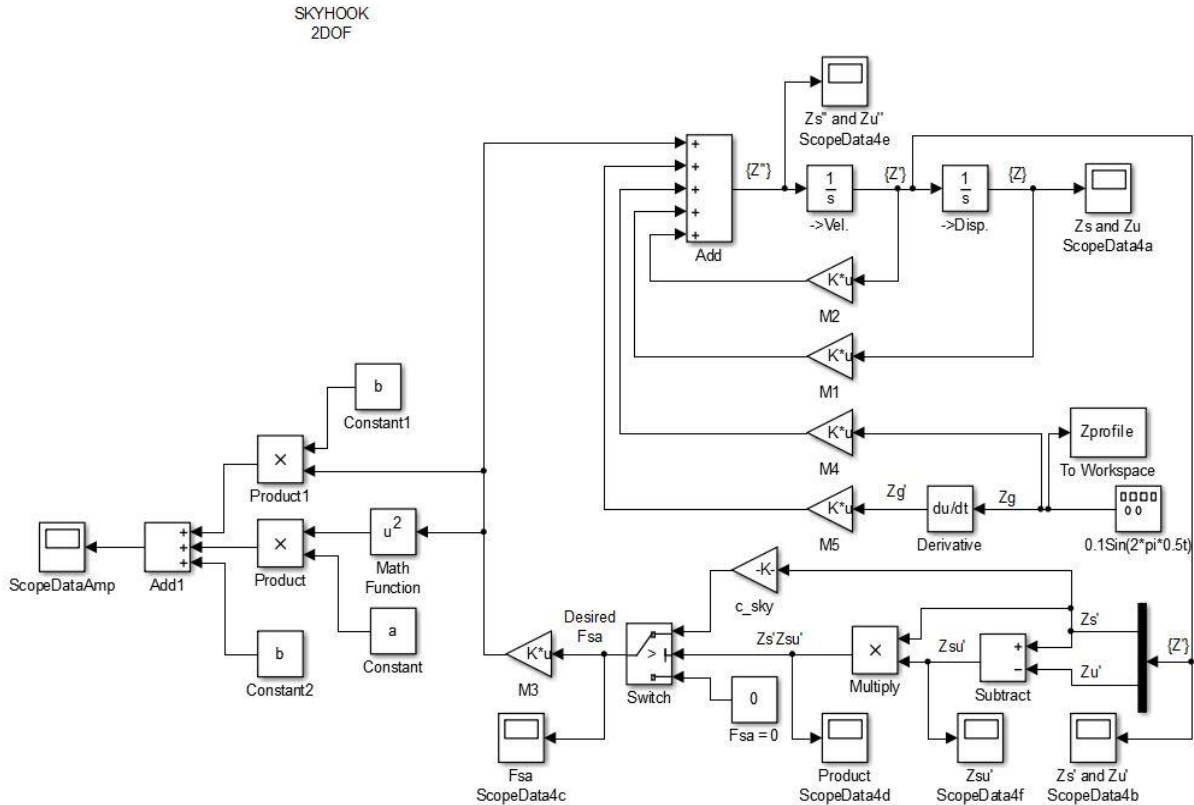 SKYHOOK
2DOF
Zs'' and Zu''
ScopeData4e
+
+
+
+
+
Add
{Z''}
1
s
->Vel.
{Z'}
1
s
->Disp.
{Z}
Zs and Zu
ScopeData4a
K*u
M2
K*u
M1
K*u
M4
Zprofile
To Workspace
K*u
M5
Zg'
du/dt
Derivative
Zg
0.1Sin(2*pi*0.5t)
b
Constant1
×
Product1
ScopeDataAmp
+
+
+
Add1
×
Product
u²
Math
Function
a
Constant
b
Constant2
-K-
c_sky
Desired
Fsa
K*u
M3
>
Switch
Zs'Zsu'
0
Fsa = 0
×
Multiply
Zsu'
+
−
Subtract
Zs'
Zu'
{Z'}
Fsa
ScopeData4c
Product
ScopeData4d
Zsu'
ScopeData4f
Zs' and Zu'
ScopeData4b